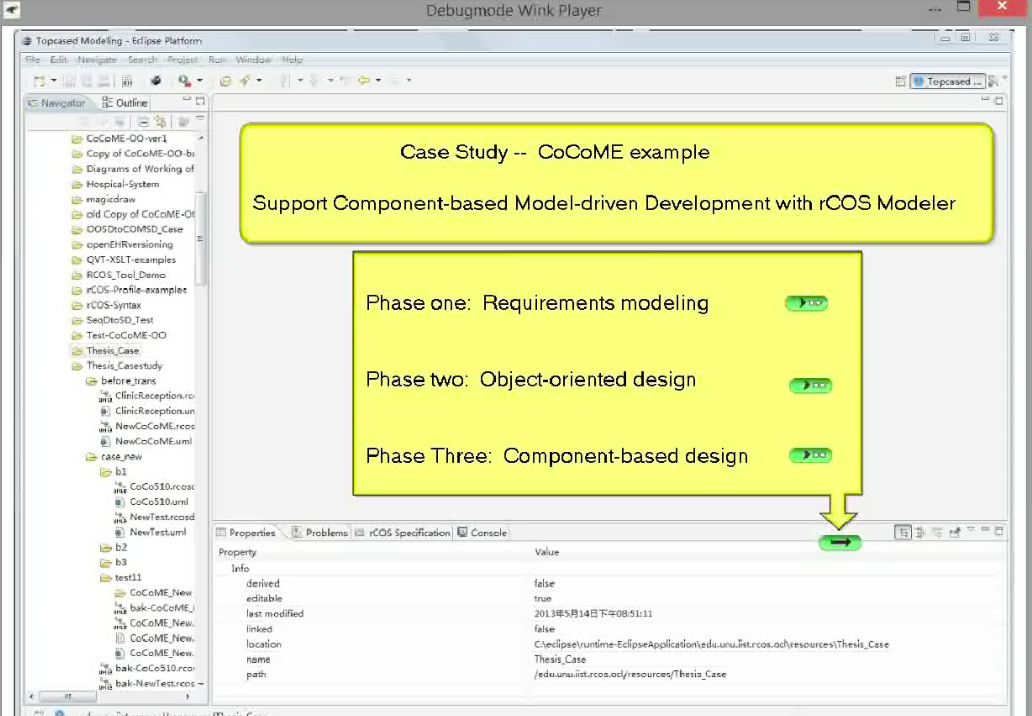 Debugmode Wink Player
Topcased Modeling - Eclipse Platform
File Edit Navigate Search Project Run Window Help
Topcased ...
Navigator Outline
CoCoME-OO-ver1
Copy of CoCoME-OO-br
Diagrams of Working of
Hospical-System
magicdraw
old Copy of CoCoME-OO
OOSDtoCOMSD_Case
openEHRversioning
QVT-XSLT-examples
RCOS_Tool_Demo
rCOS-Profile-examples
rCOS-Syntax
SeqDtoSD_Test
Test-CoCoME-OO
Thesis_Case
Thesis_Casestudy
before_trans
ClinicReception.rco
ClinicReception.um
NewCoCoME.rcos
NewCoCoME.uml
case_new
b1
CoCo510.rcosd
CoCo510.uml
NewTest.rcosd
NewTest.uml
b2
b3
test11
CoCoME_New
bak-CoCoME_
CoCoME_New.
CoCoME_New.
CoCoME_New.
bak-CoCo510.rco
bak-NewTest.rcos
Case Study -- CoCoME example
Support Component-based Model-driven Development with rCOS Modeler
Phase one: Requirements modeling
Phase two: Object-oriented design
Phase Three: Component-based design
Properties Problems rCOS Specification Console
Property Value
Info
derived false
editable true
last modified 2013年5月14日下午08:51:11
linked false
location C:\eclipse\runtime-EclipseApplication\edu.unu.iist.rcos.ocl\resources\Thesis_Case
name Thesis_Case
path /edu.unu.iist.rcos.ocl/resources/Thesis_Case